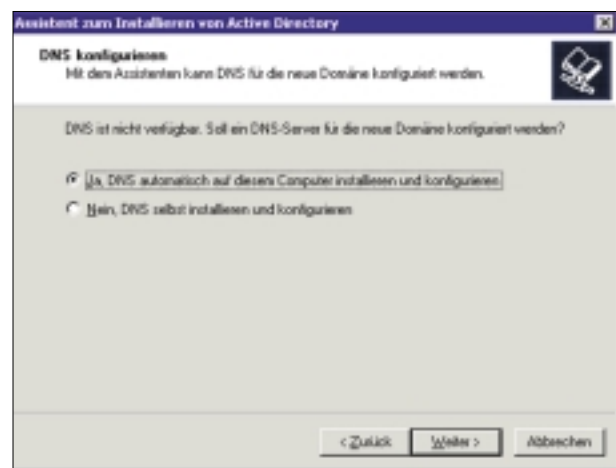 Assistent zum Installieren von Active Directory
DNS konfigurieren
Mit dem Assistenten kann DNS für die neue Domäne konfiguriert werden.
DNS ist nicht verfügbar. Soll ein DNS-Server für die neue Domäne konfiguriert werden?
Ja, DNS automatisch auf diesem Computer installieren und konfigurieren
Nein, DNS selbst installieren und konfigurieren
< Zurück
Weiter >
Abbrechen